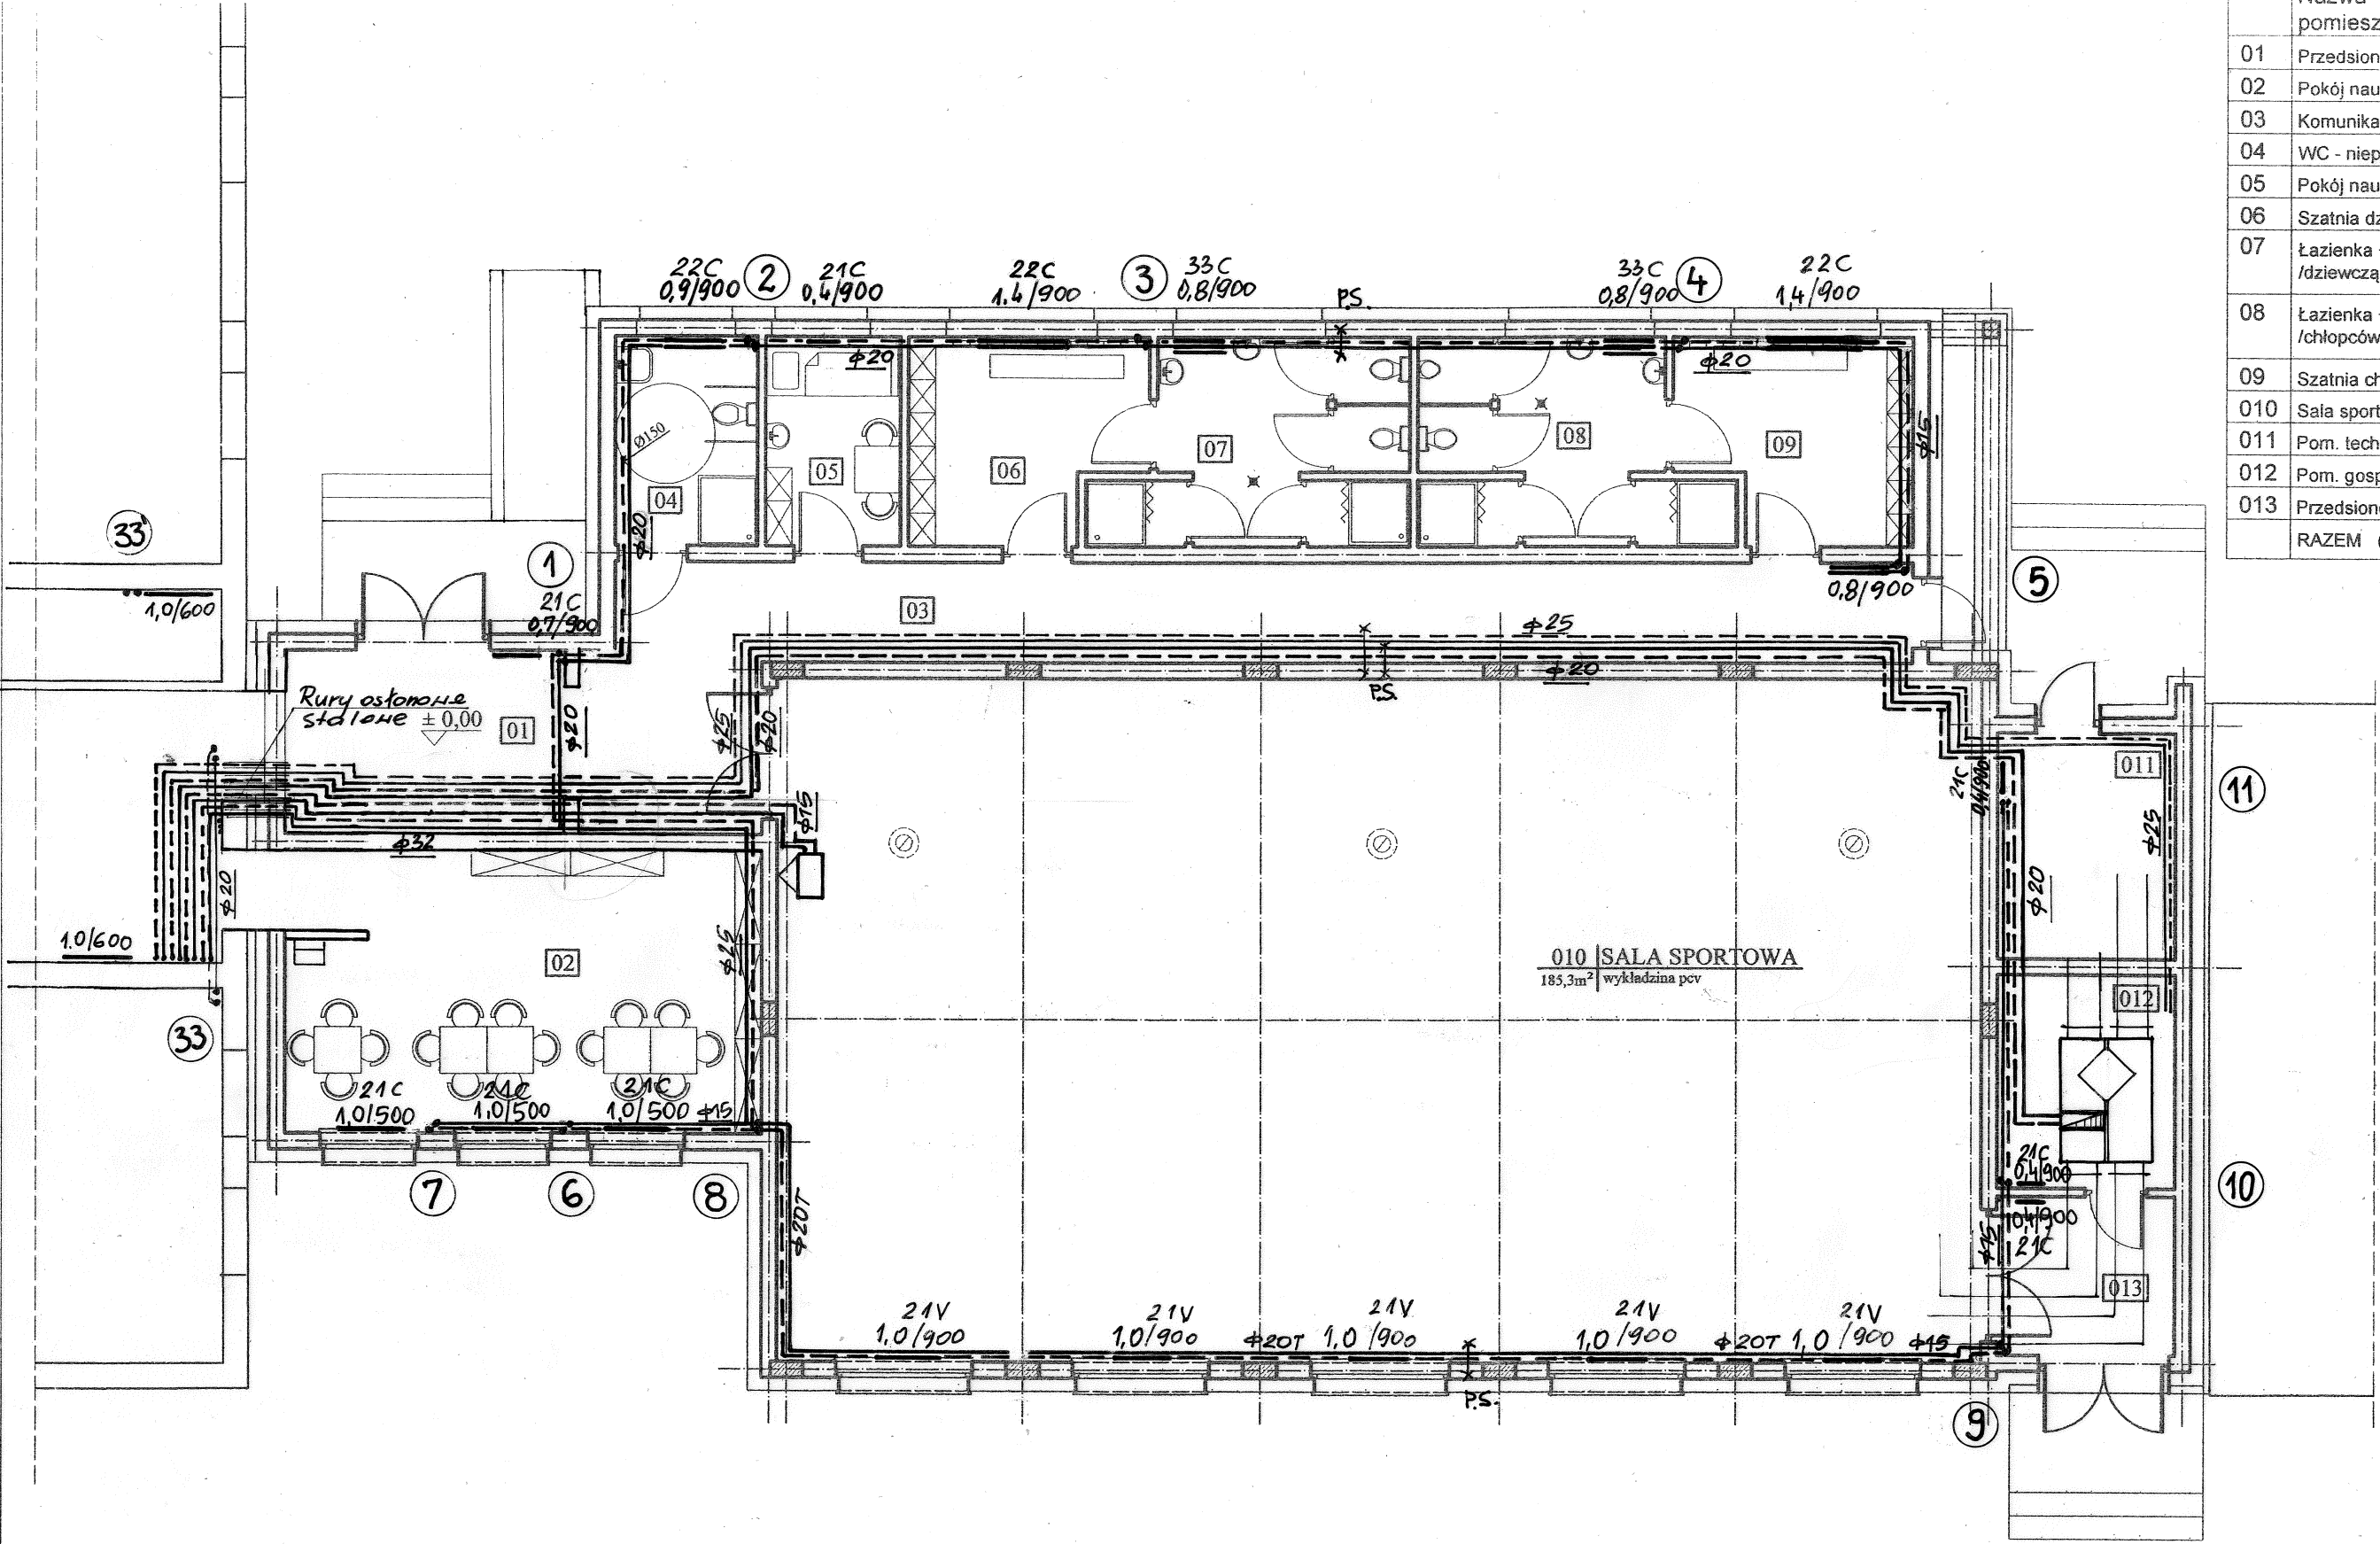 Nazwa
pomiesz
01 Przedsion
02 Pokój nau
03 Komunika
04 WC - niep
05 Pokój nau
06 Szatnia dz
07 Łazienka -
/dziewczą
08 Łazienka -
/chłopców
09 Szatnia ch
010 Sala sport
011 Pom. tech
012 Pom. gosp
013 Przedsion
RAZEM (
22C
0,9/900
2
21C
0,4/900
22C
1.4/900
3
33C
0,8/900
P.S.
33C
0,8/900
4
22C
1,4/900
ϕ20
ϕ20
Ø150
ϕ15
04
05
06
07
08
09
ϕ20
33'
1,0/600
1
21C
0,7/900
03
0,8/900
5
ϕ25
ϕ20
P.S.
Rury osłonowe
stalowe ± 0,00
01
ϕ20
ϕ25
ϕ20
ϕ15
ϕ32
ϕ20
1.0/600
33
02
ϕ25
21C
0,4/900
011
11
ϕ25
ϕ20
010 SALA SPORTOWA
185,3m² wykładzina pcv
012
21C
1,0/500
21C
1,0/500
21C
1,0/500
ϕ15
7
6
8
ϕ20T
21C
0,4/900
0,4/900
21C
ϕ15
10
013
21V
1,0/900
21V
1,0/900
ϕ20T
21V
1,0/900
21V
1,0/900
ϕ20T
21V
1,0/900
ϕ15
P.S.
9